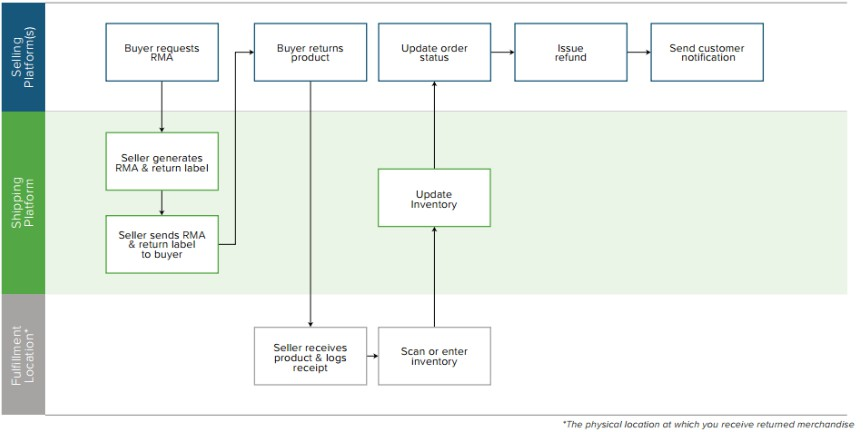 Selling
Platform(s)
Buyer requests
RMA
Buyer returns
product
Update order
status
Issue
refund
Send customer
notification
Shipping
Platform
Seller generates
RMA & return label
Seller sends RMA
& return label
to buyer
Update
Inventory
Fulfillment
Location*
Seller receives
product & logs
receipt
Scan or enter
inventory
*The physical location at which you receive returned merchandise